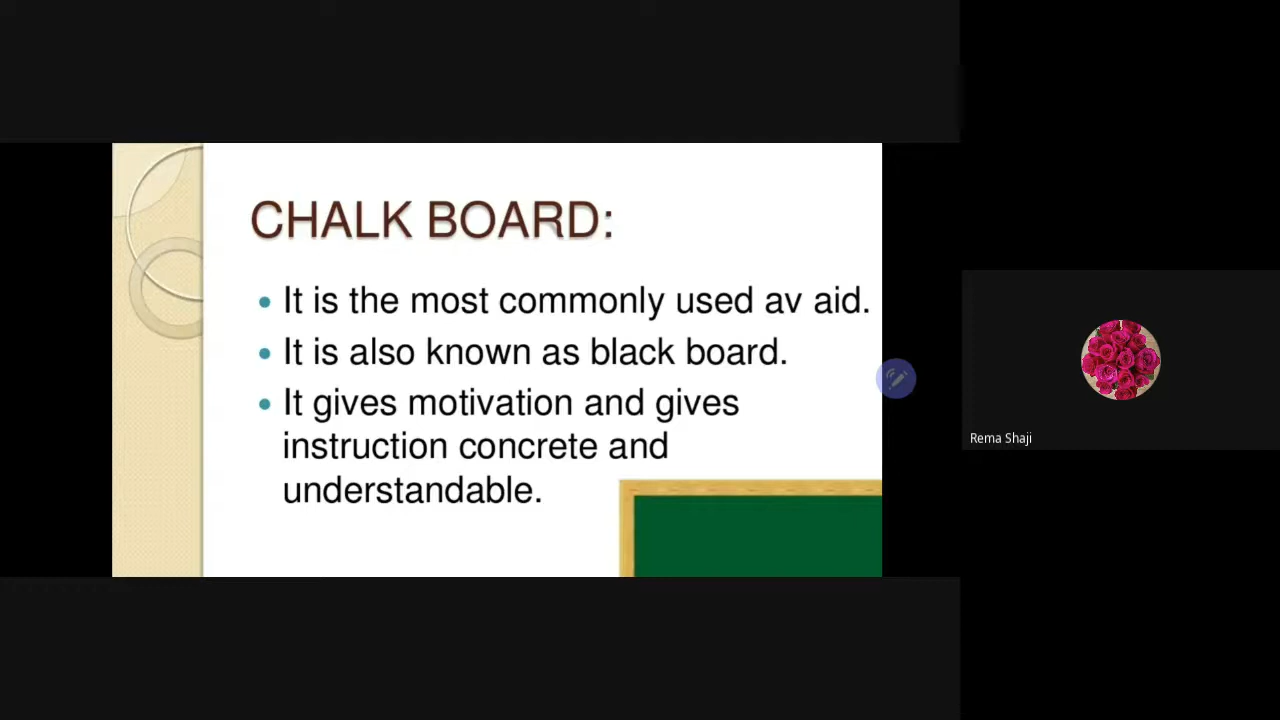 CHALK BOARD:
It is the most commonly used av aid.
It is also known as black board.
It gives motivation and gives
instruction concrete and
understandable.
Rema Shaji